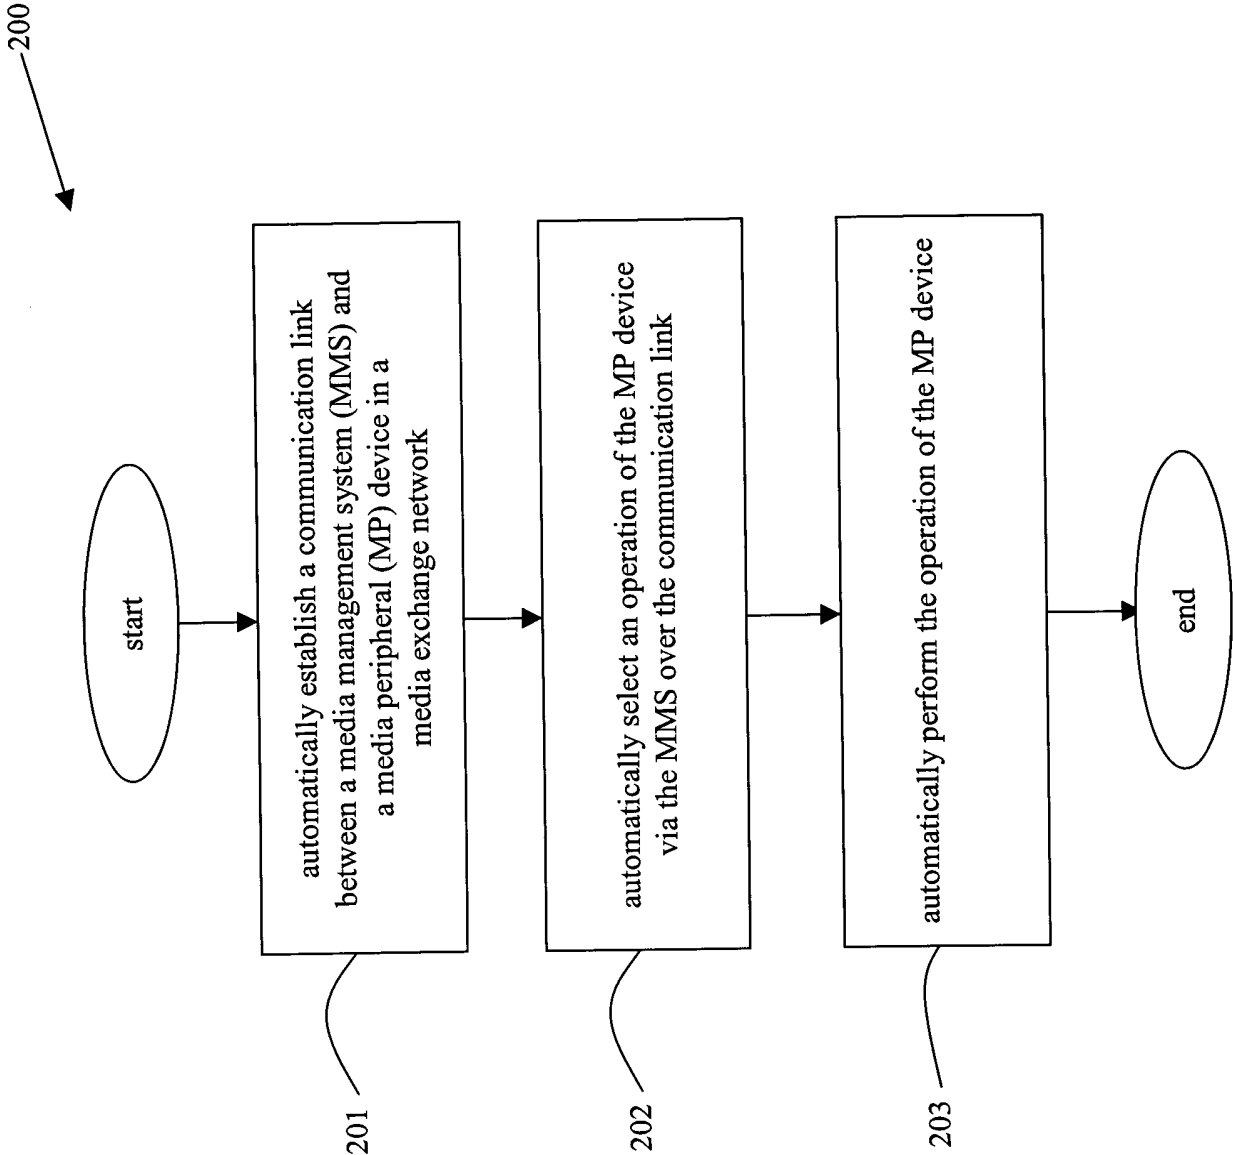 200
start
201
automatically establish a communication link
between a media management system (MMS) and
a media peripheral (MP) device in a
media exchange network
202
automatically select an operation of the MP device
via the MMS over the communication link
203
automatically perform the operation of the MP device
end